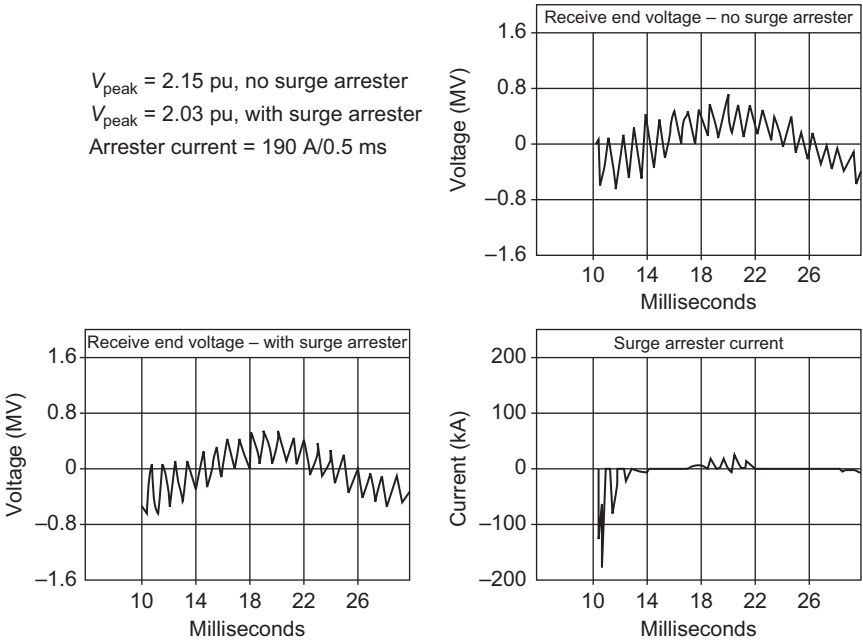 V peak = 2.15 pu, no surge arrester
V peak = 2.03 pu, with surge arrester
Arrester current = 190 A/0.5 ms
Receive end voltage – no surge arrester
Voltage (MV)
1.6
0.8
0
–0.8
–1.6
10 14 18 22 26
Milliseconds
Receive end voltage – with surge arrester
Voltage (MV)
1.6
0.8
0
–0.8
–1.6
10 14 18 22 26
Milliseconds
Surge arrester current
Current (kA)
200
100
0
–100
–200
10 14 18 22 26
Milliseconds